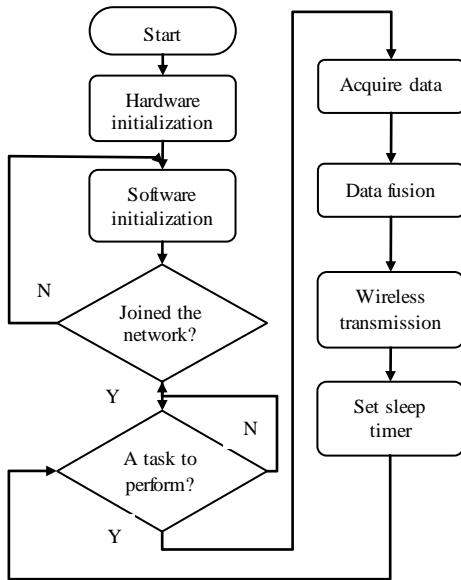 Start
Hardware
initialization
Software
initialization
N
Joined the
network?
Y
N
A task to
perform?
Y
Acquire data
Data fusion
Wireless
transmission
Set sleep
timer